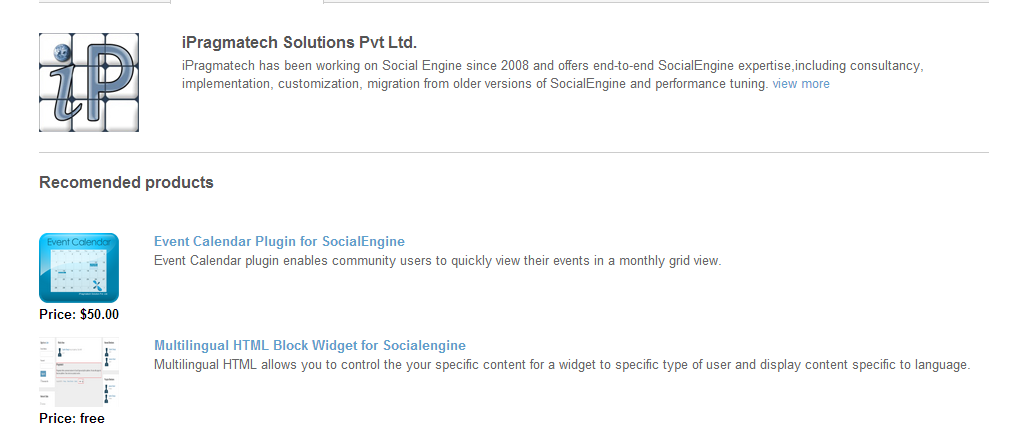 iP
iPragmatech Solutions Pvt Ltd.
iPragmatech has been working on Social Engine since 2008 and offers end-to-end SocialEngine expertise,including consultancy,
implementation, customization, migration from older versions of SocialEngine and performance tuning. view more
Recomended products
Event Calendar
Event Calendar Plugin for SocialEngine
Event Calendar plugin enables community users to quickly view their events in a monthly grid view.
Price: $50.00
Multilingual HTML Block Widget for Socialengine
Multilingual HTML allows you to control the your specific content for a widget to specific type of user and display content specific to language.
Price: free